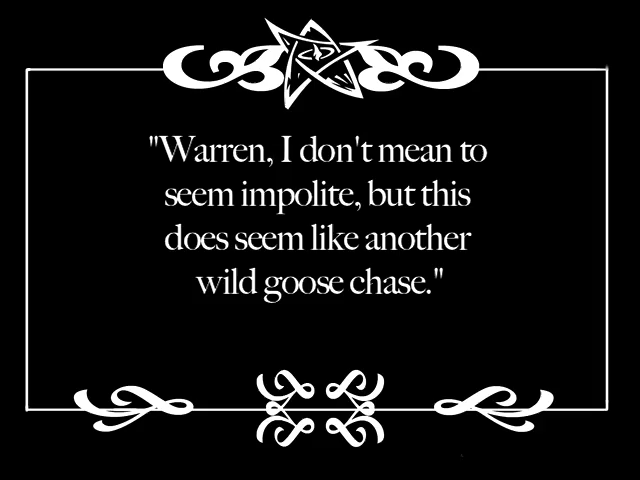 "Warren, I don't mean to
seem impolite, but this
does seem like another
wild goose chase."